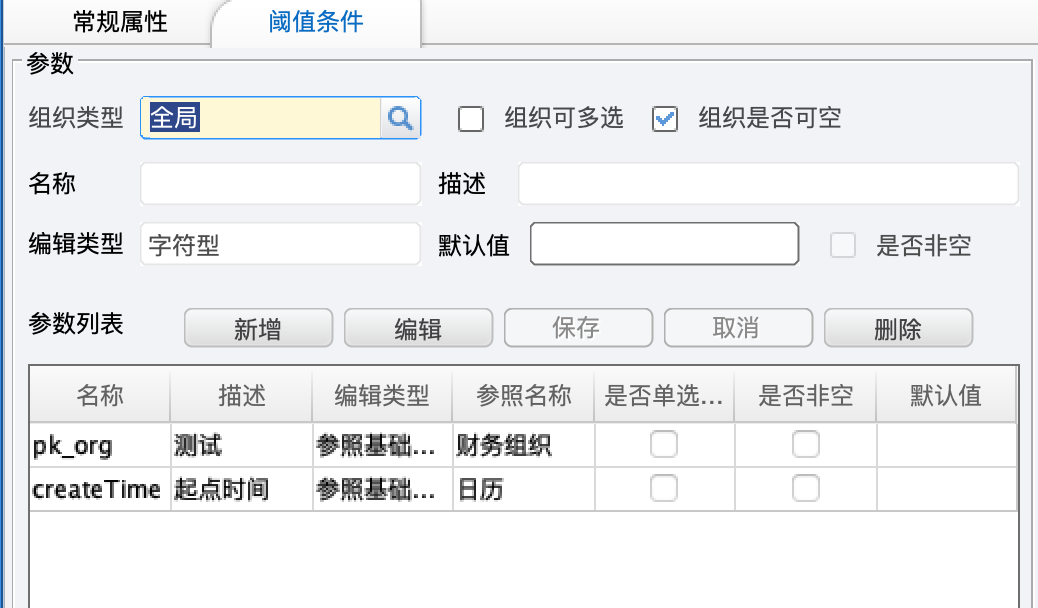 常规属性 阈值条件
参数
组织类型 全局 组织可多选 组织是否可空
名称 描述
编辑类型 字符型 默认值 是否非空
参数列表 新增 编辑 保存 取消 删除
名称 描述 编辑类型 参照名称 是否单选... 是否非空 默认值
pk_org 测试 参照基础... 财务组织
createTime 起点时间 参照基础... 日历